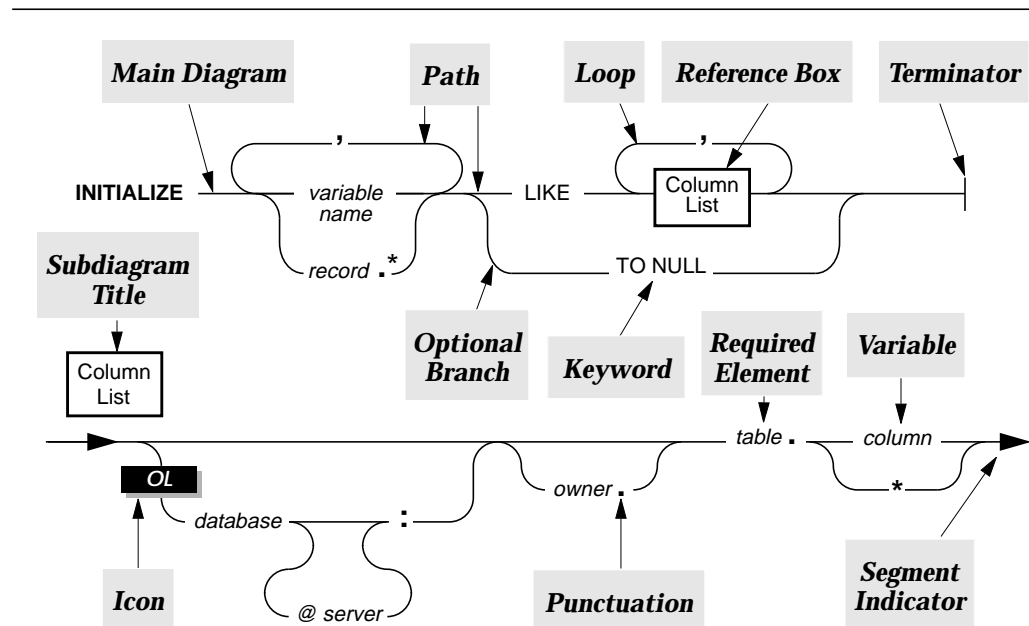 Main Diagram
Path
Loop
Reference Box
Terminator
,
,
INITIALIZE
variable
name
LIKE
Column
List
record .*
TO NULL
Subdiagram
Title
Optional
Branch
Keyword
Required
Element
Variable
Column
List
table .
column
OL
owner .
*
database
:
@ server
Icon
Punctuation
Segment
Indicator